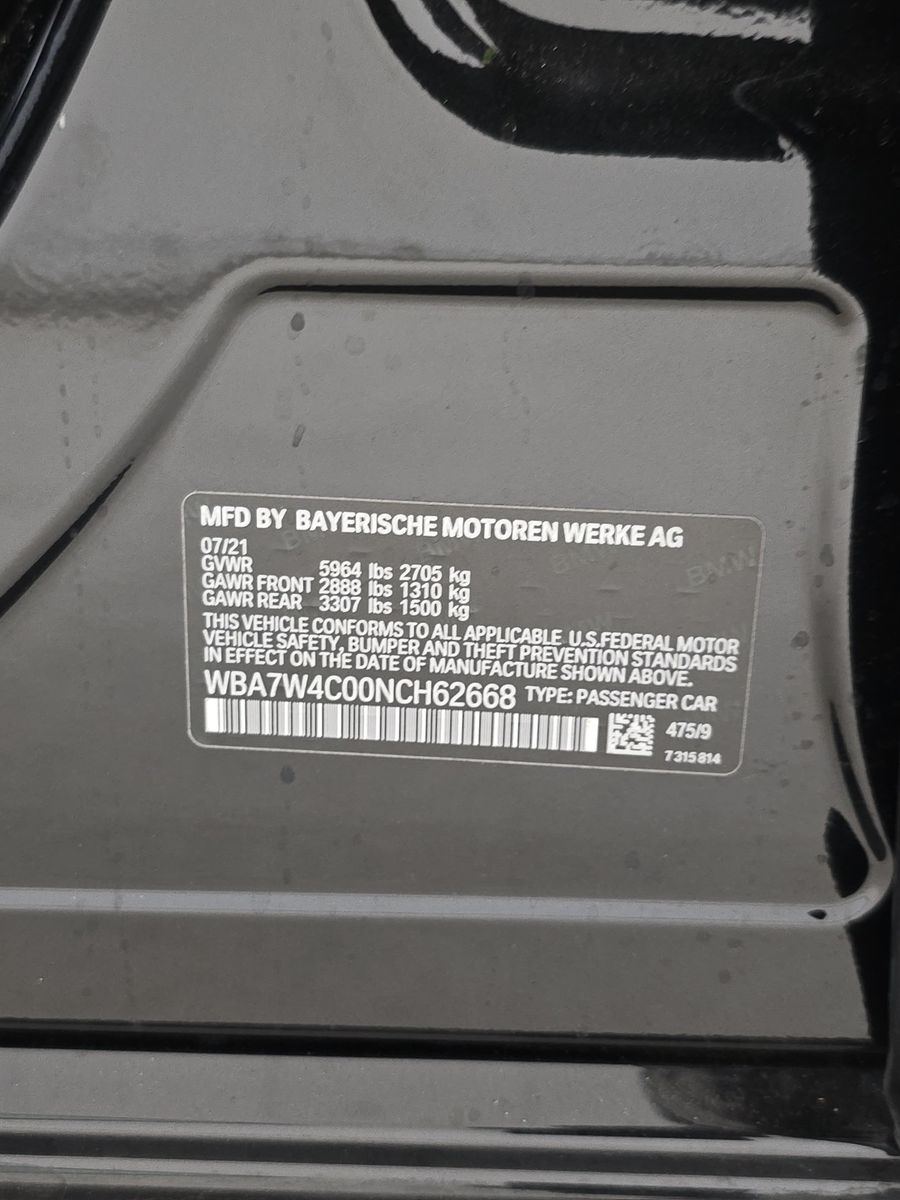 MFD BY BAYERISCHE MOTOREN WERKE AG
07/21
GVWR 5964 lbs 2705 kg
GAWR FRONT 2888 lbs 1310 kg
GAWR REAR 3307 lbs 1500 kg
THIS VEHICLE CONFORMS TO ALL APPLICABLE U.S.FEDERAL MOTOR
VEHICLE SAFETY, BUMPER AND THEFT PREVENTION STANDARDS
IN EFFECT ON THE DATE OF MANUFACTURE SHOWN ABOVE.
WBA7W4C00NCH62668 TYPE: PASSENGER CAR
475/9
7315814
BMW